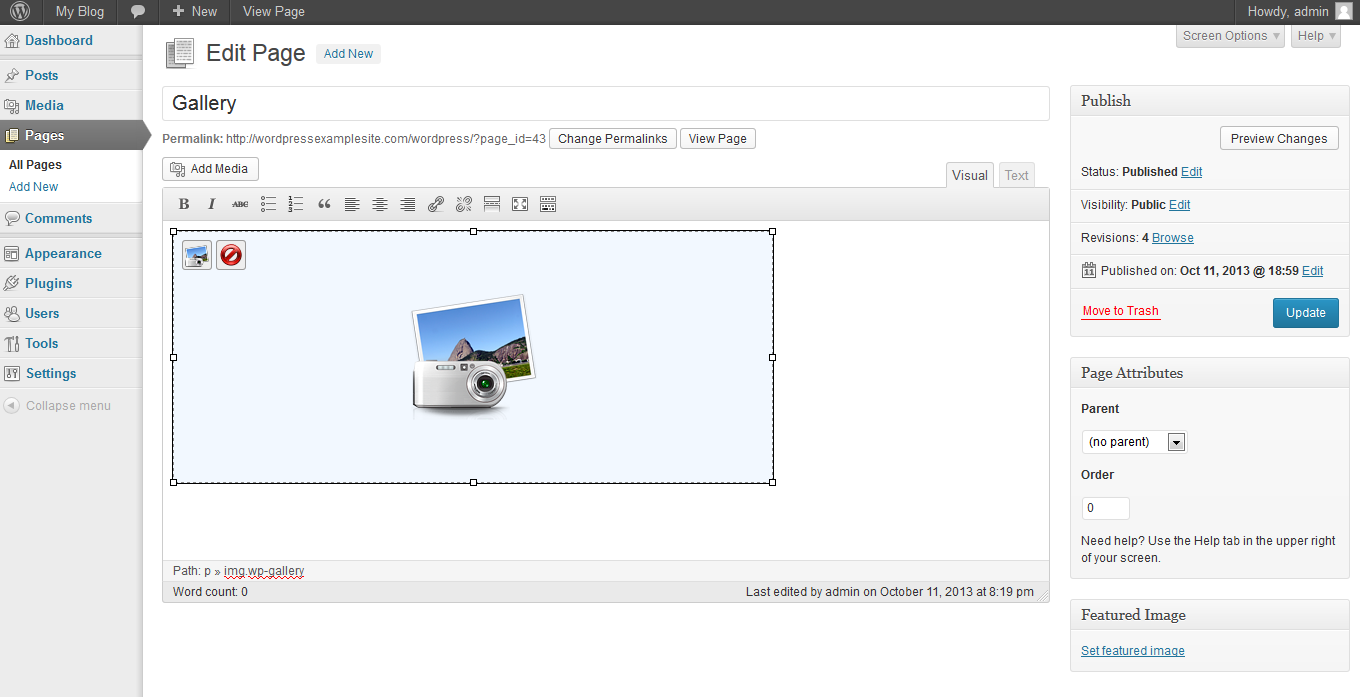 My Blog
+ New
View Page
Howdy, admin
Dashboard
Posts
Media
Pages
All Pages
Add New
Comments
Appearance
Plugins
Users
Tools
Settings
Collapse menu
Screen Options
Help
Edit Page
Add New
Gallery
Permalink: http://wordpressexamplesite.com/wordpress/?page_id=43 Change Permalinks View Page
Add Media
Visual Text
B I ABC
Path: p » img.wp-gallery
Word count: 0
Last edited by admin on October 11, 2013 at 8:19 pm
Publish
Preview Changes
Status: Published Edit
Visibility: Public Edit
Revisions: 4 Browse
11 Published on: Oct 11, 2013 @ 18:59 Edit
Move to Trash
Update
Page Attributes
Parent
(no parent)
Order
0
Need help? Use the Help tab in the upper right
of your screen.
Featured Image
Set featured image